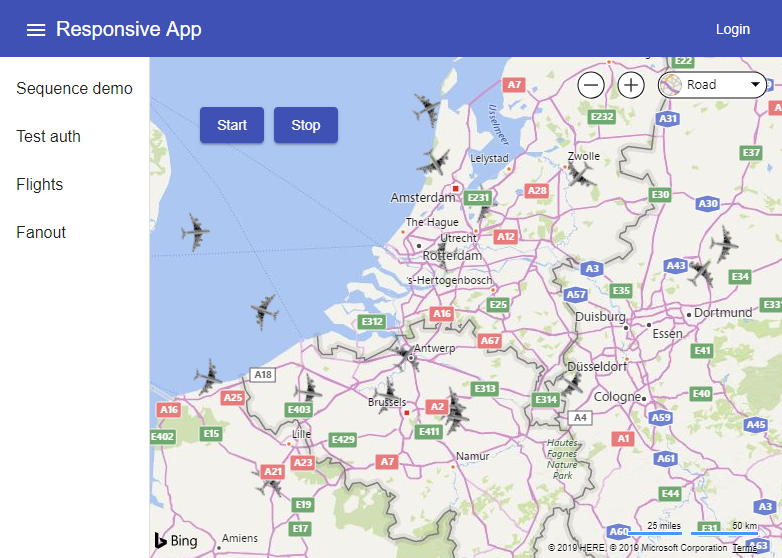 Responsive App
Login
Sequence demo
Test auth
Flights
Fanout
Start
Stop
Road
E22
A7
E232
A31
E37
Zwolle
Lelystad
IJsselmeer
A28
E30
A30
Amsterdam
E231
The Hague
Utrecht
A12
Rotterdam
A3
A43
E34
's-Hertogenbosch
A57
E35
E25
E331
A16
Duisburg
Dortmund
E312
Essen
A67
Antwerp
E41
A18
Düsseldorf
E313
E314
E40
A25
Brussels
Cologne
A16
E403
A2
A4
A59
A45
E402
E15
Lille
E429
E411
A1
Hautes
Fagnes
Nature
Park
A7
Namur
A61
A23
A21
E44
E19
A3
E17
A60
E31
25 miles
50 km
Amiens
A63
Bing
© 2019 HERE, © 2019 Microsoft Corporation Terms